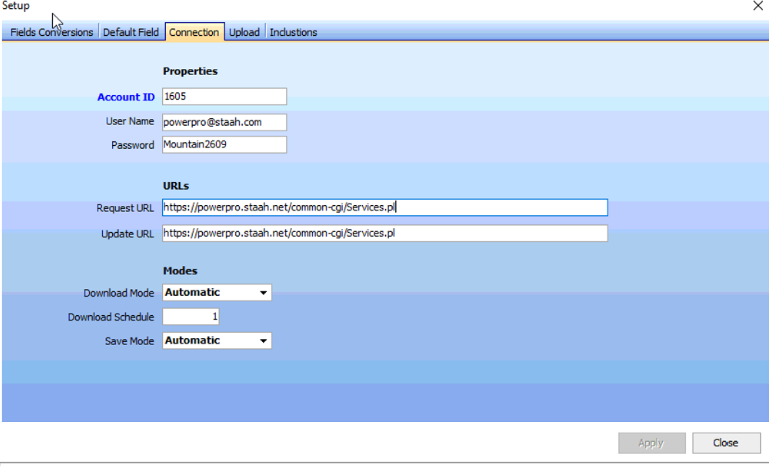 Setup
Fields Conversions Default Field Connection Upload Inclustions
Properties
Account ID 1605
User Name powerpro@staah.com
Password Mountain2609
URLs
Request URL https://powerpro.staah.net/common-cgi/Services.pl
Update URL https://powerpro.staah.net/common-cgi/Services.pl
Modes
Download Mode Automatic
Download Schedule 1
Save Mode Automatic
Apply Close